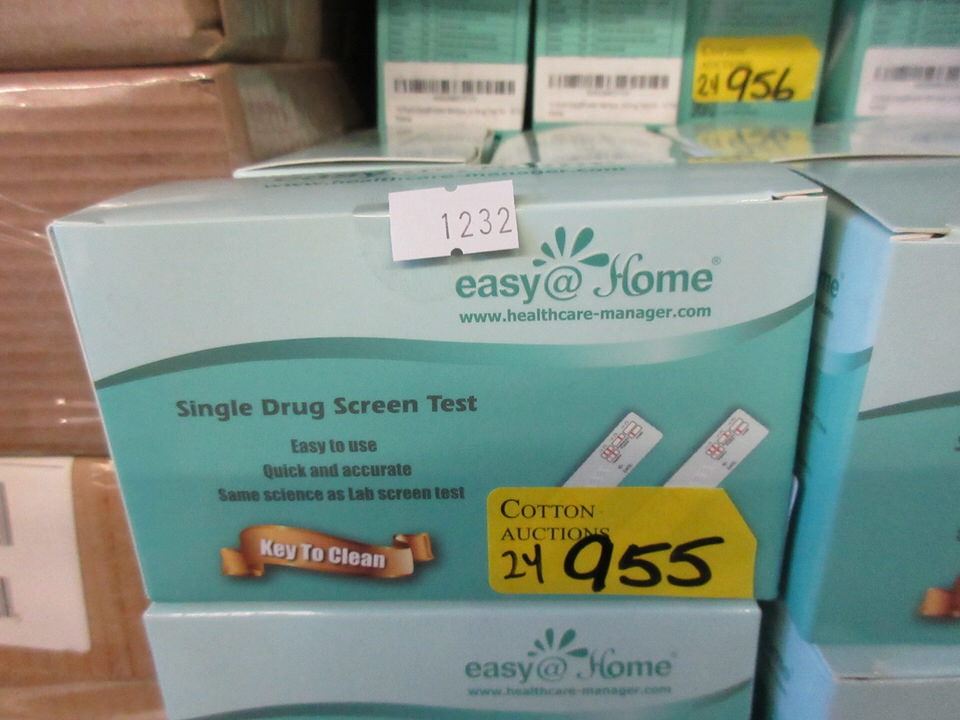 COTTON
24 956
1232
easy@Home®
www.healthcare-manager.com
Single Drug Screen Test
Easy to use
Quick and accurate
Same science as Lab screen test
Key To Clean
COTTON
AUCTIONS
24 955
easy@Home
www.healthcare-manager.com